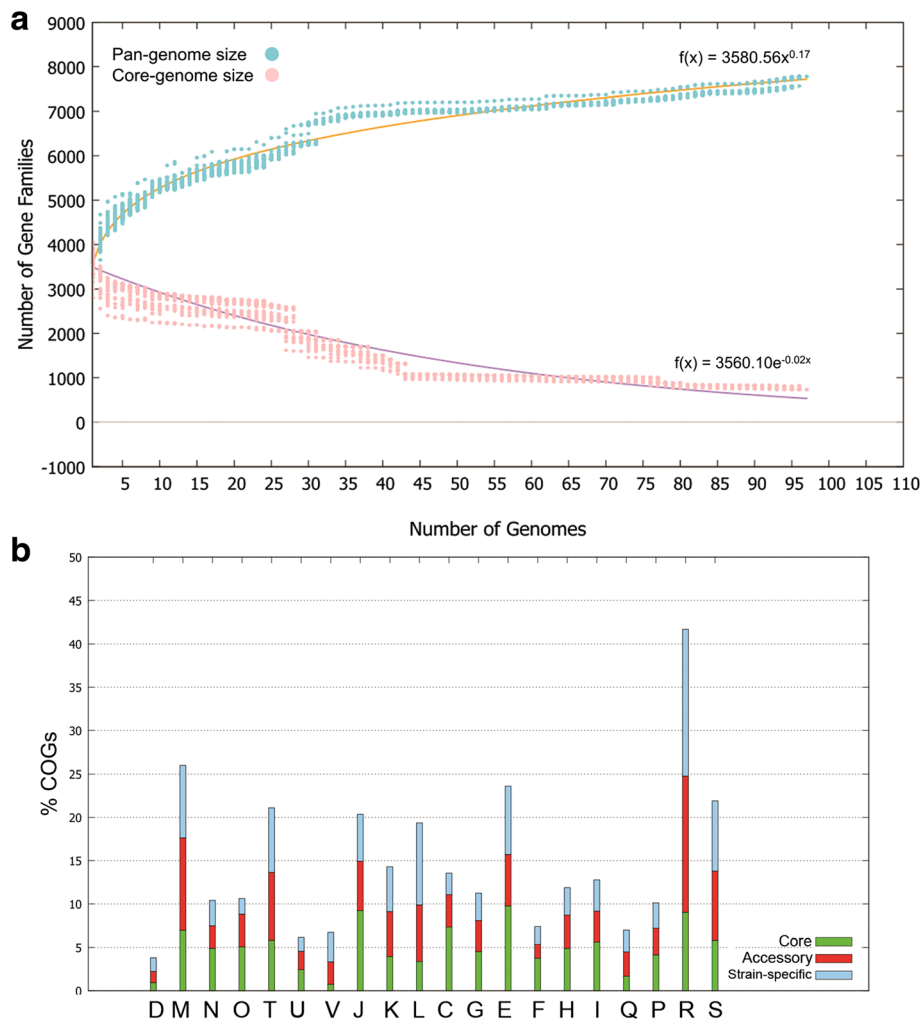 a
9000
8000
7000
6000
5000
4000
3000
2000
1000
0
-1000
Number of Gene Families
Pan-genome size
Core-genome size
f(x) = 3580.56x^0.17
f(x) = 3560.10e^-0.02x
5 10 15 20 25 30 35 40 45 50 55 60 65 70 75 80 85 90 95 100 105 110
Number of Genomes
b
50
45
40
35
30
25
20
15
10
5
0
% COGs
Core
Accessory
Strain-specific
D M N O T U V J K L C G E F H I Q P R S